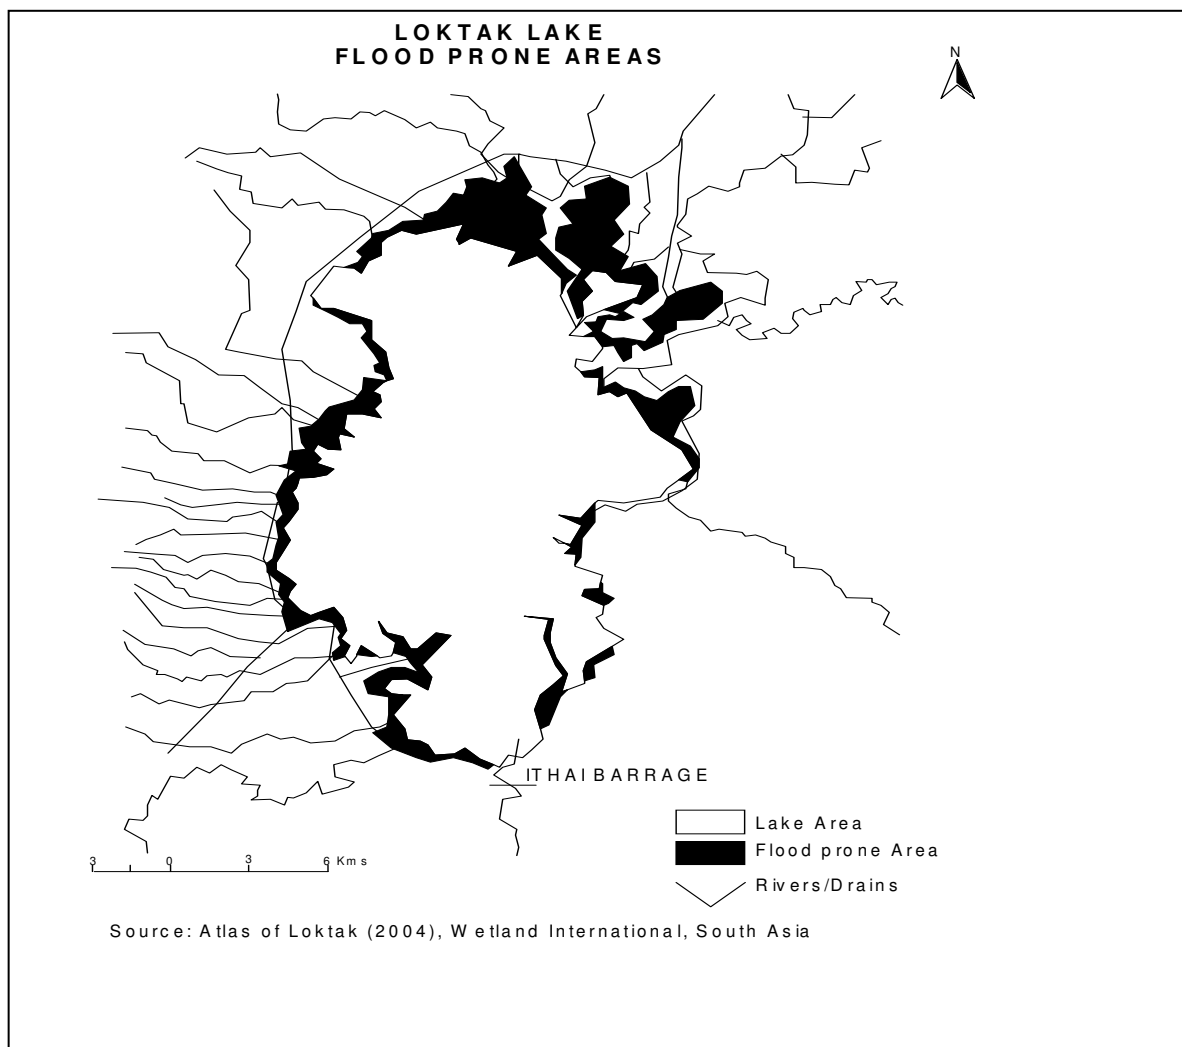 LOKTAK LAKE
FLOOD PRONE AREAS
N
ITHAI BARRAGE
Lake Area
Flood prone Area
Rivers/Drains
3 0 3 6 Kms
Source: Atlas of Loktak (2004), Wetland International, South Asia